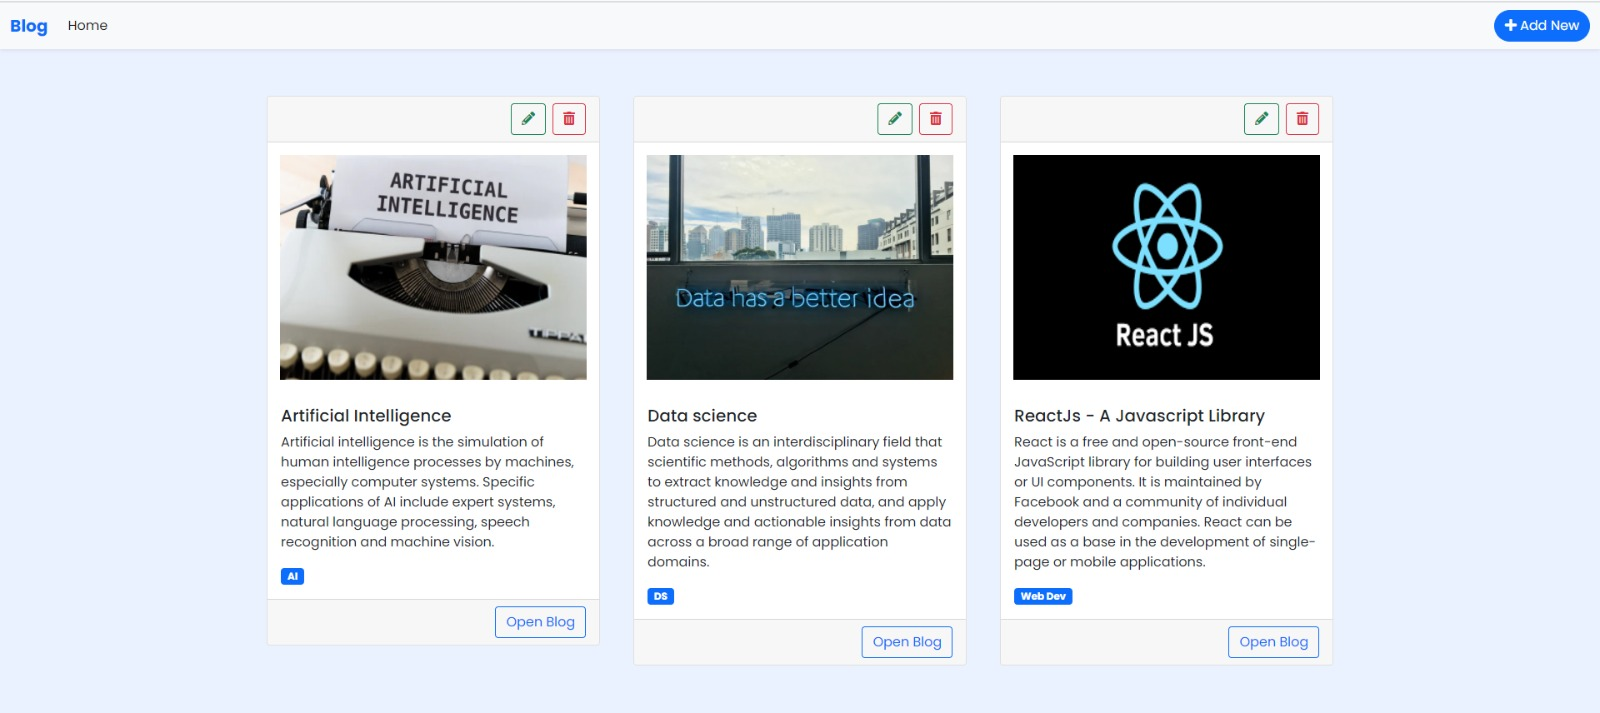 Blog Home Add New
ARTIFICIAL
INTELLIGENCE
Artificial Intelligence
Artificial intelligence is the simulation of
human intelligence processes by machines,
especially computer systems. Specific
applications of AI include expert systems,
natural language processing, speech
recognition and machine vision.
AI
Open Blog
Data has a better idea
Data science
Data science is an interdisciplinary field that
scientific methods, algorithms and systems
to extract knowledge and insights from
structured and unstructured data, and apply
knowledge and actionable insights from data
across a broad range of application
domains.
DS
Open Blog
React JS
ReactJs - A Javascript Library
React is a free and open-source front-end
JavaScript library for building user interfaces
or UI components. It is maintained by
Facebook and a community of individual
developers and companies. React can be
used as a base in the development of single-
page or mobile applications.
Web Dev
Open Blog